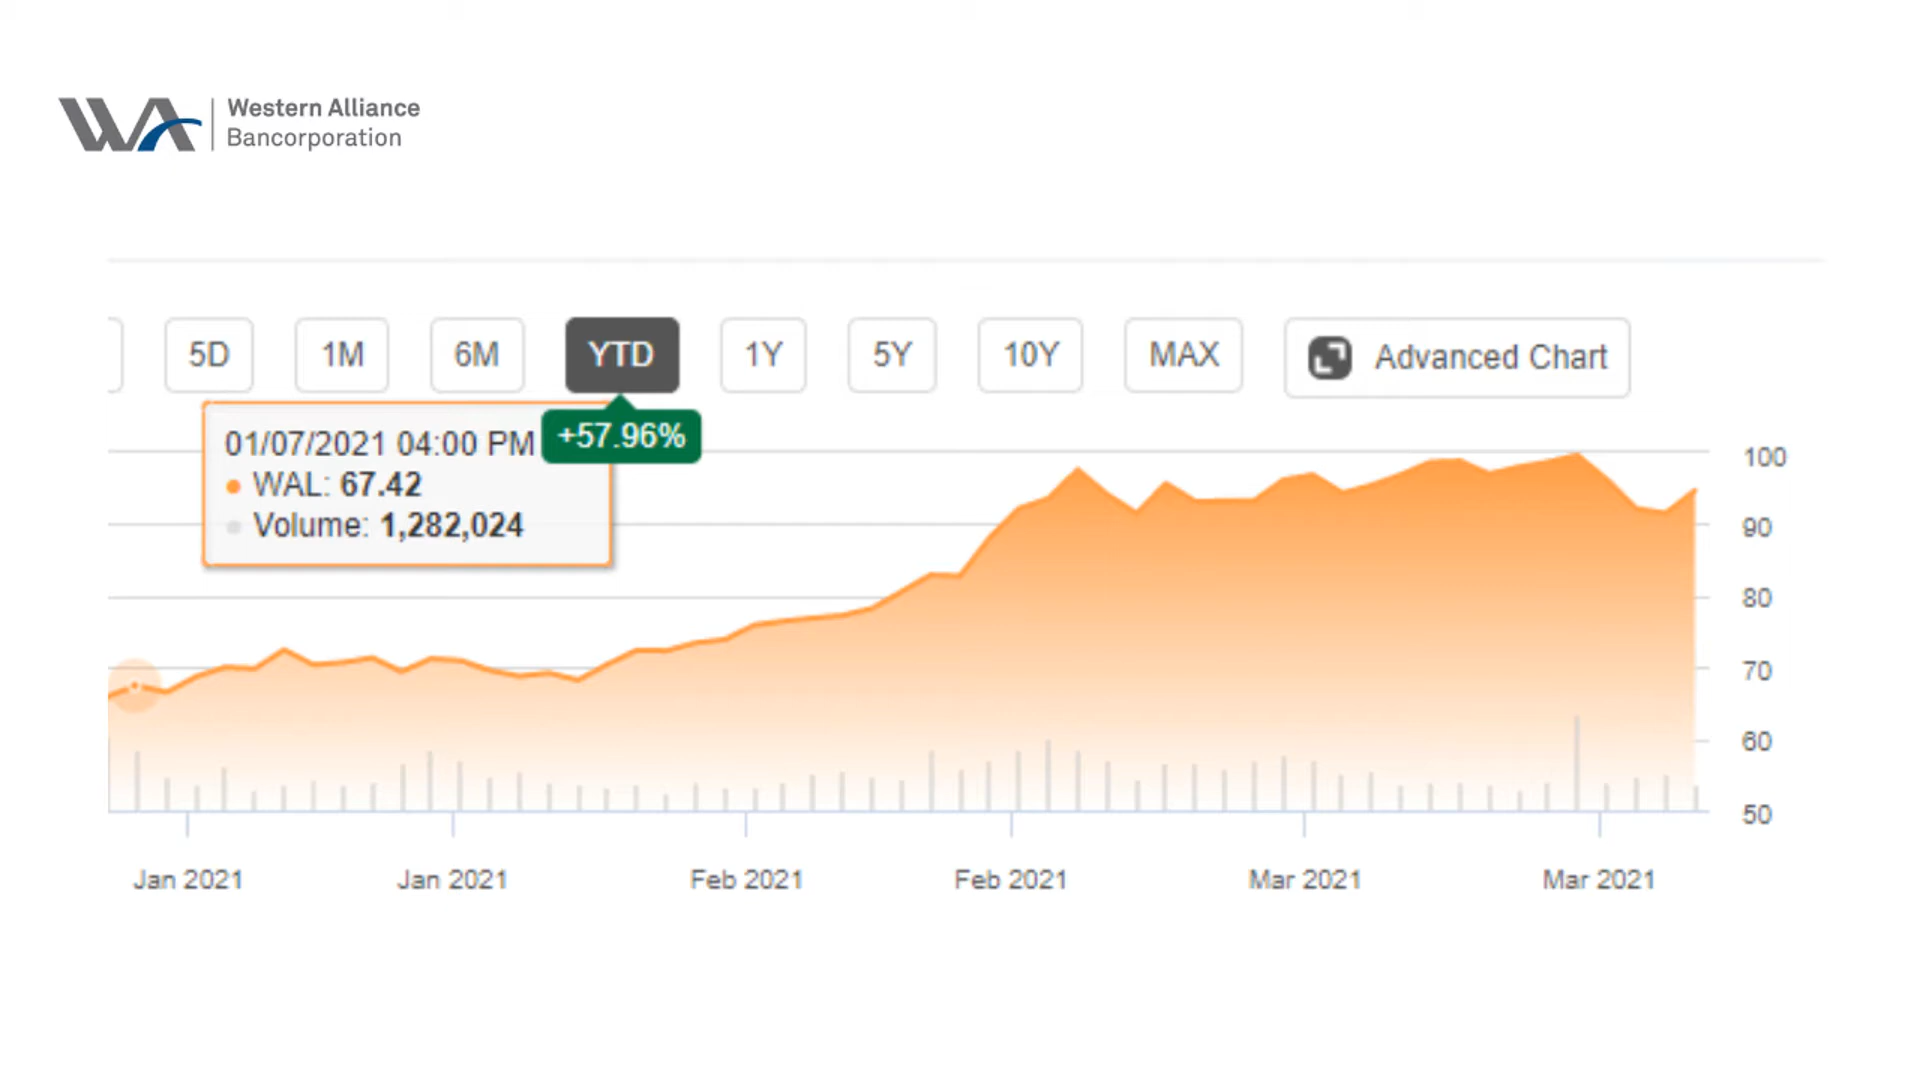 WA
Western Alliance
Bancorporation
5D
1M
6M
YTD
1Y
5Y
10Y
MAX
Advanced Chart
+57.96%
01/07/2021 04:00 PM
WAL: 67.42
Volume: 1,282,024
100
90
80
70
60
50
Jan 2021
Jan 2021
Feb 2021
Feb 2021
Mar 2021
Mar 2021